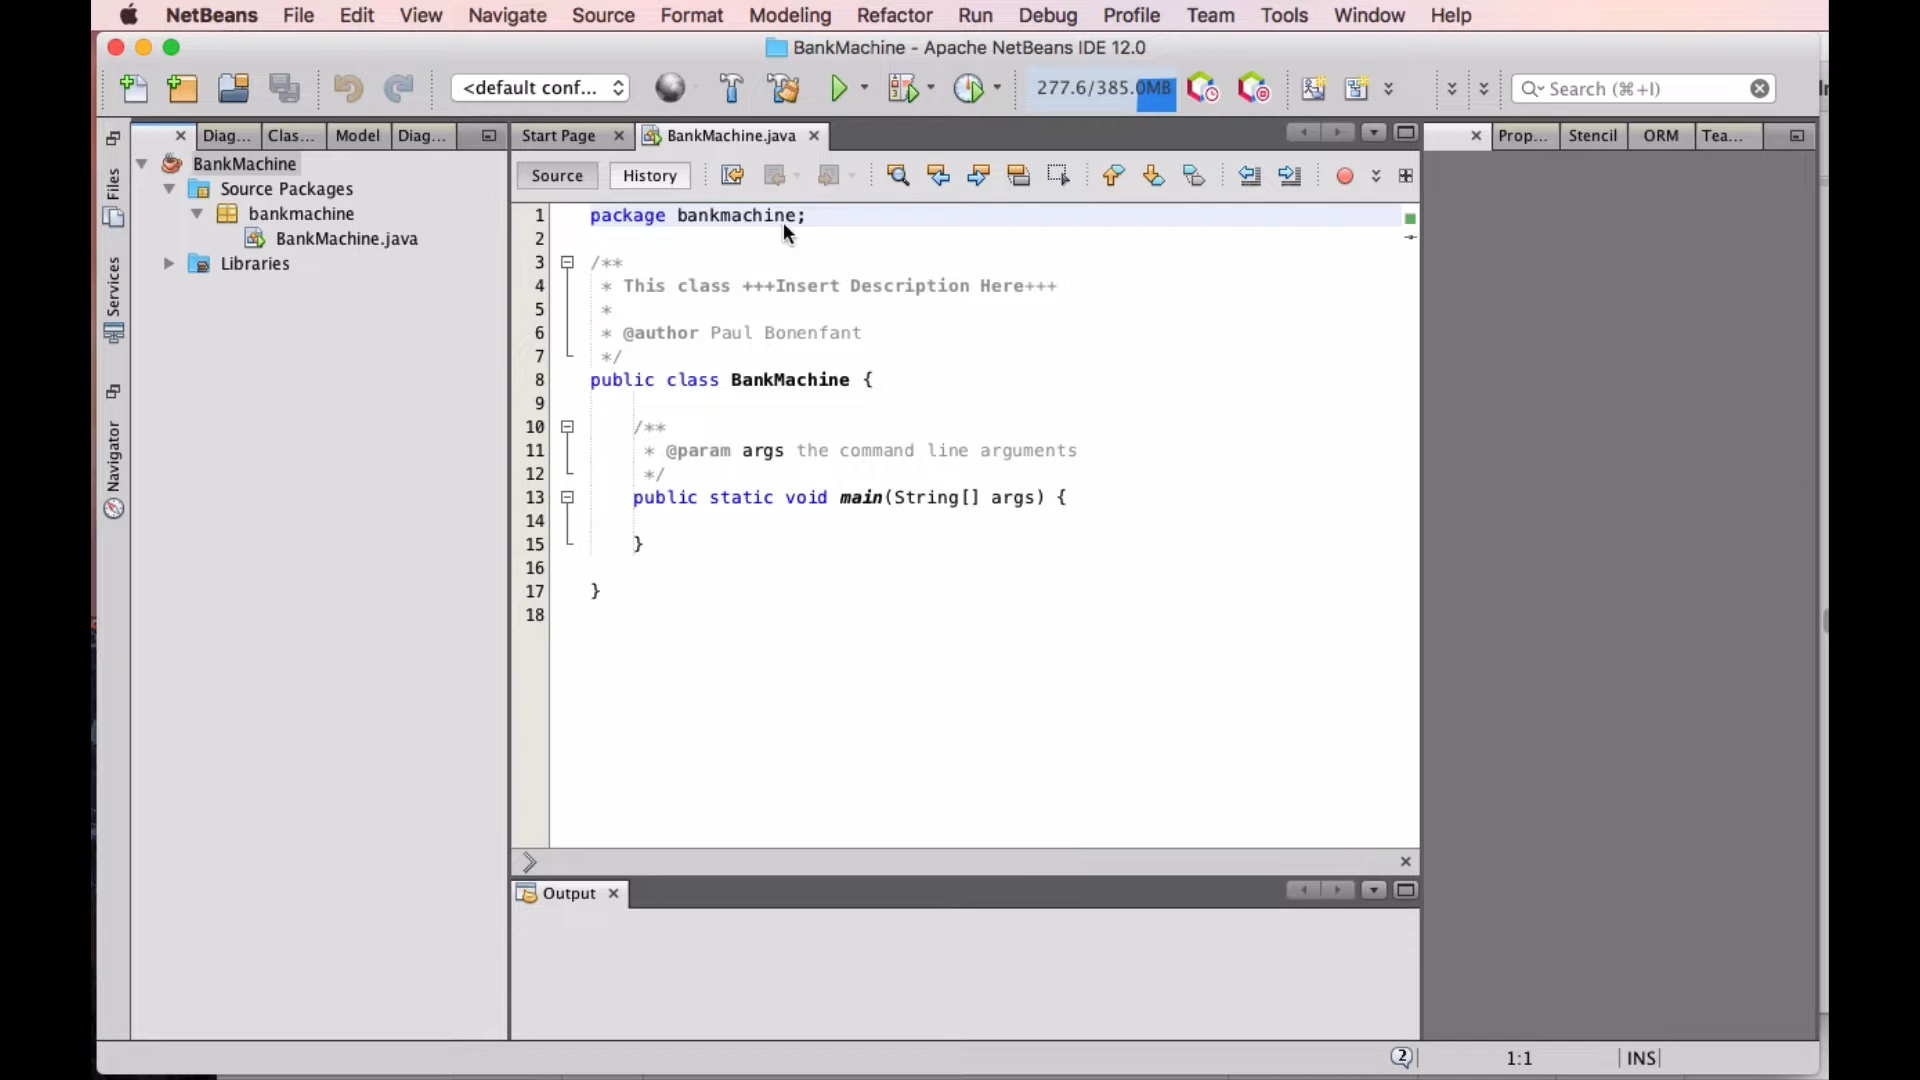 NetBeans File Edit View Navigate Source Format Modeling Refactor Run Debug Profile Team Tools Window Help
BankMachine - Apache NetBeans IDE 12.0
<default conf... 277.6/385.0MB Search (⌘+I)
Diag... Clas... Model Diag... Start Page BankMachine.java Prop... Stencil ORM Tea...
Files
Services
Navigator
BankMachine
Source Packages
bankmachine
BankMachine.java
Libraries
Source History
1 package bankmachine;
2
3 /**
4 * This class +++Insert Description Here+++
5 *
6 * @author Paul Bonenfant
7 */
8 public class BankMachine {
9
10 /**
11 * @param args the command line arguments
12 */
13 public static void main(String[] args) {
14
15 }
16
17 }
18
Output
2 1:1 INS